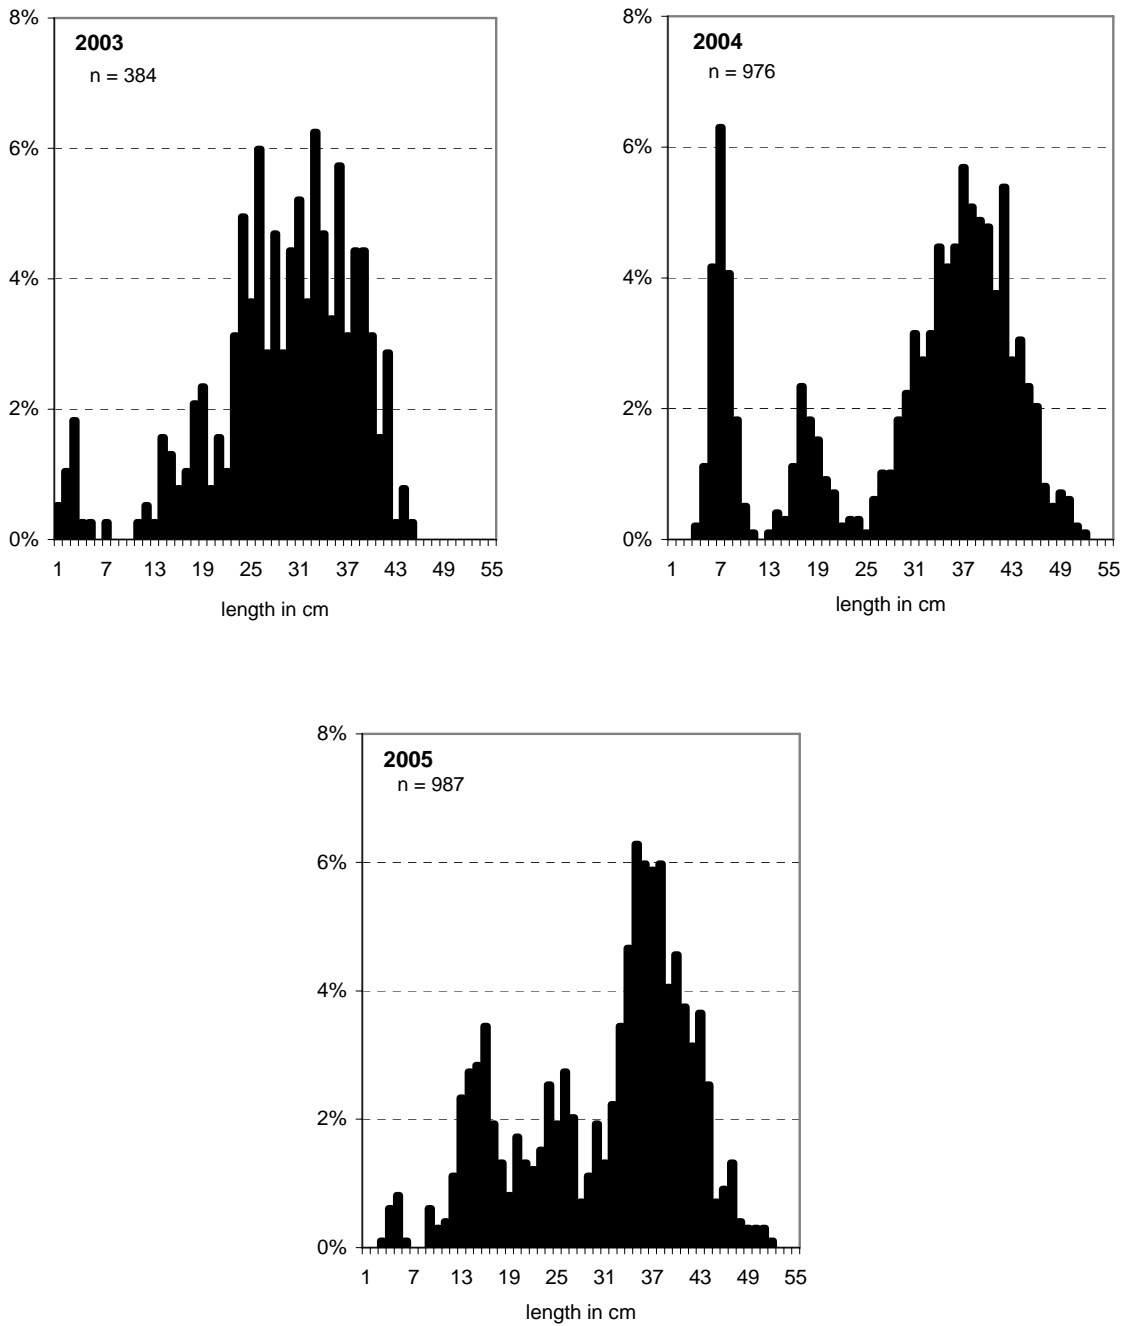 2003
n = 384
8%
6%
4%
2%
0%
1 7 13 19 25 31 37 43 49 55
length in cm
2004
n = 976
8%
6%
4%
2%
0%
1 7 13 19 25 31 37 43 49 55
length in cm
2005
n = 987
8%
6%
4%
2%
0%
1 7 13 19 25 31 37 43 49 55
length in cm